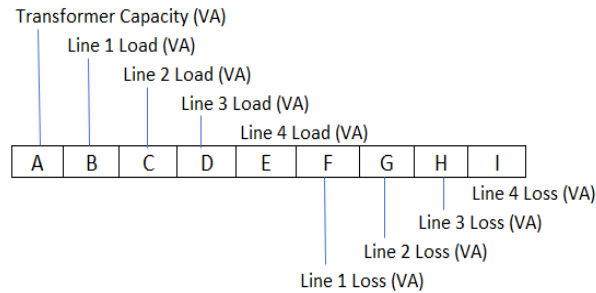 Transformer Capacity (VA)
Line 1 Load (VA)
Line 2 Load (VA)
Line 3 Load (VA)
Line 4 Load (VA)
A B C D E F G H I
Line 4 Loss (VA)
Line 3 Loss (VA)
Line 2 Loss (VA)
Line 1 Loss (VA)